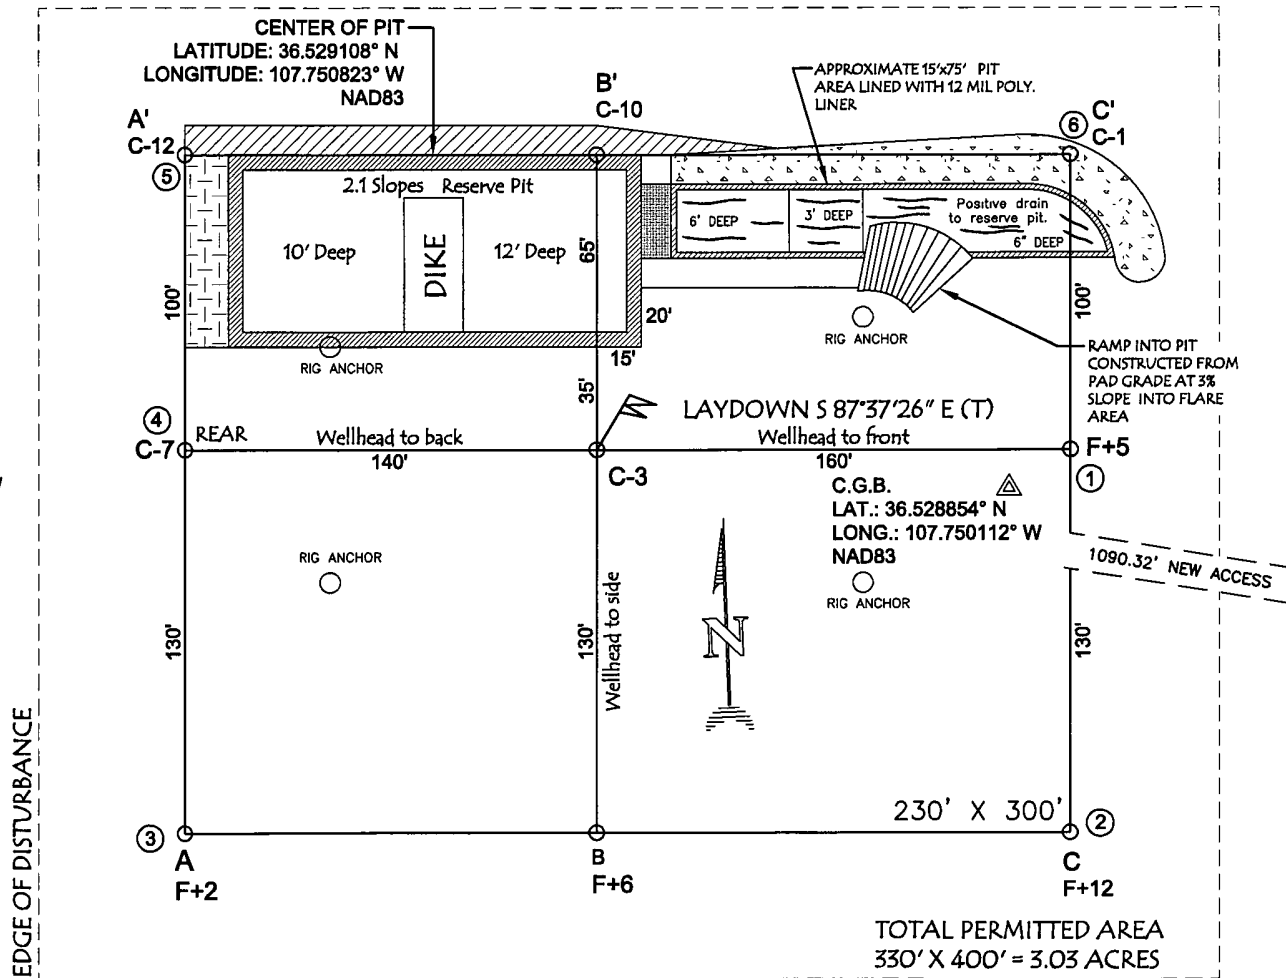 CENTER OF PIT
LATITUDE: 36.529108° N
LONGITUDE: 107.750823° W
NAD83
APPROXIMATE 15'x75' PIT
AREA LINED WITH 12 MIL POLY.
LINER
A'
C-12
B'
C-10
C'
C-1
6
5
2.1 Slopes Reserve Pit
10' Deep
DIKE
12' Deep
65'
6' DEEP
3' DEEP
Positive drain
to reserve pit.
6" DEEP
100'
100'
20'
15'
35'
RIG ANCHOR
RIG ANCHOR
RAMP INTO PIT
CONSTRUCTED FROM
PAD GRADE AT 3%
SLOPE INTO FLARE
AREA
4
C-7
REAR
Wellhead to back
140'
LAYDOWN S 87°37'26" E (T)
Wellhead to front
160'
F+5
1
C-3
C.G.B.
LAT.: 36.528854° N
LONG.: 107.750112° W
NAD83
RIG ANCHOR
RIG ANCHOR
1090.32' NEW ACCESS
N
130'
130'
Wellhead to side
130'
230' X 300'
3
A
F+2
B
F+6
2
C
F+12
EDGE OF DISTURBANCE
TOTAL PERMITTED AREA
330' X 400' = 3.03 ACRES